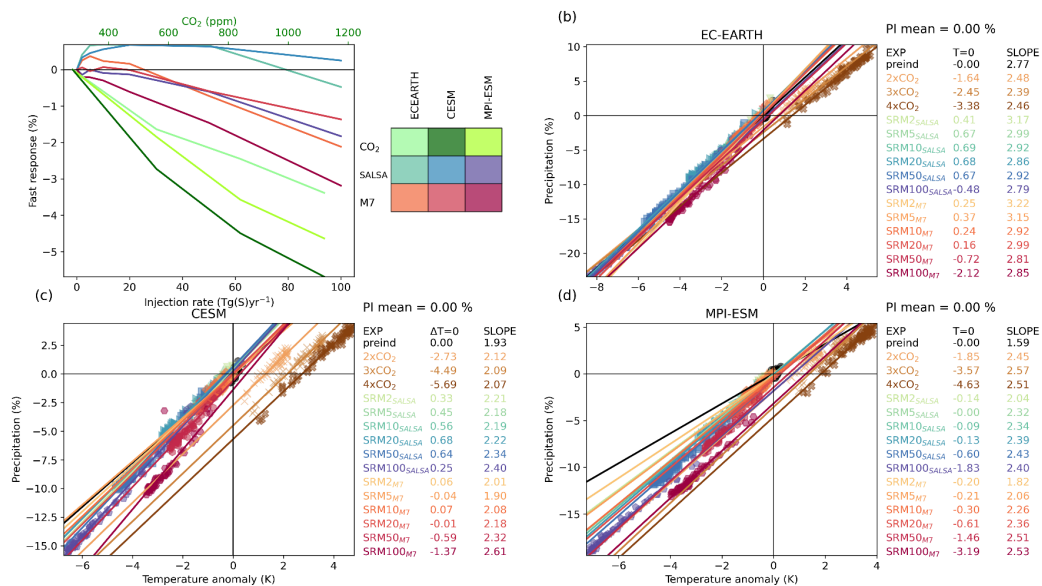 CO₂ (ppm)
400 600 800 1000 1200
0
−1
−2
−3
−4
−5
Fast response (%)
0 20 40 60 80 100
Injection rate (Tg(S)yr⁻¹)
ECEARTH
CESM
MPI-ESM
CO₂
SALSA
M7
(b)
EC-EARTH
PI mean = 0.00 %
10
5
0
−5
−10
−15
−20
Precipitation (%)
−8 −6 −4 −2 0 2 4
EXP T=0 SLOPE
preind -0.00 2.77
2xCO₂ -1.64 2.48
3xCO₂ -2.45 2.39
4xCO₂ -3.38 2.46
SRM2SALSA 0.41 3.17
SRM5SALSA 0.67 2.99
SRM10SALSA 0.69 2.92
SRM20SALSA 0.68 2.86
SRM50SALSA 0.67 2.92
SRM100SALSA -0.48 2.79
SRM2M7 0.25 3.22
SRM5M7 0.37 3.15
SRM10M7 0.24 2.92
SRM20M7 0.16 2.99
SRM50M7 -0.72 2.81
SRM100M7 -2.12 2.85
(c)
CESM
PI mean = 0.00 %
2.5
0.0
−2.5
−5.0
−7.5
−10.0
−12.5
−15.0
Precipitation (%)
−6 −4 −2 0 2 4
Temperature anomaly (K)
EXP ΔT=0 SLOPE
preind 0.00 1.93
2xCO₂ -2.73 2.12
3xCO₂ -4.49 2.09
4xCO₂ -5.69 2.07
SRM2SALSA 0.33 2.21
SRM5SALSA 0.45 2.18
SRM10SALSA 0.56 2.19
SRM20SALSA 0.68 2.22
SRM50SALSA 0.64 2.34
SRM100SALSA 0.25 2.40
SRM2M7 0.06 2.01
SRM5M7 -0.04 1.90
SRM10M7 0.07 2.08
SRM20M7 -0.01 2.18
SRM50M7 -0.59 2.32
SRM100M7 -1.37 2.61
(d)
MPI-ESM
PI mean = 0.00 %
5
0
−5
−10
−15
Precipitation (%)
−6 −4 −2 0 2 4
Temperature anomaly (K)
EXP T=0 SLOPE
preind -0.00 1.59
2xCO₂ -1.85 2.45
3xCO₂ -3.57 2.57
4xCO₂ -4.63 2.51
SRM2SALSA -0.14 2.04
SRM5SALSA -0.00 2.32
SRM10SALSA -0.09 2.34
SRM20SALSA -0.13 2.39
SRM50SALSA -0.60 2.43
SRM100SALSA -1.83 2.40
SRM2M7 -0.20 1.82
SRM5M7 -0.21 2.06
SRM10M7 -0.30 2.26
SRM20M7 -0.61 2.36
SRM50M7 -1.46 2.51
SRM100M7 -3.19 2.53